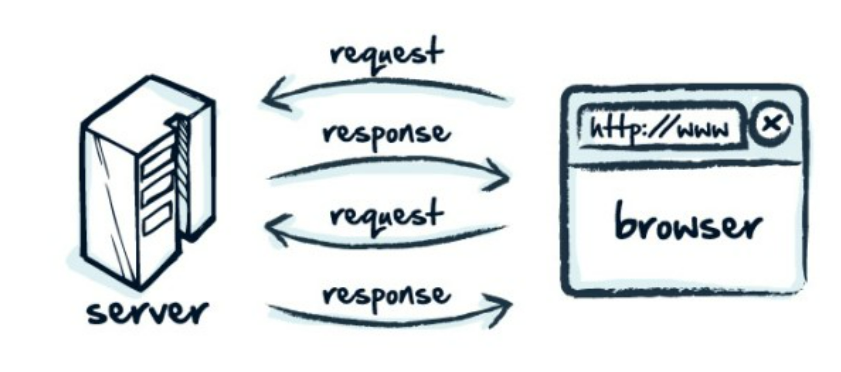 request
http://www
response
request
browser
response
server